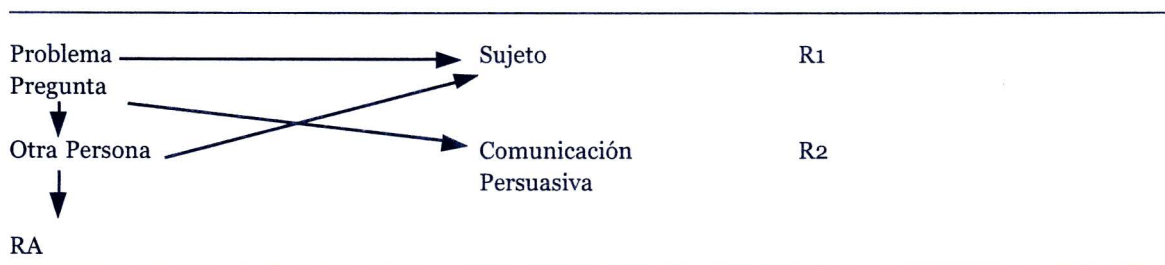 Problema Sujeto R1
Pregunta
Otra Persona Comunicación R2
Persuasiva
RA